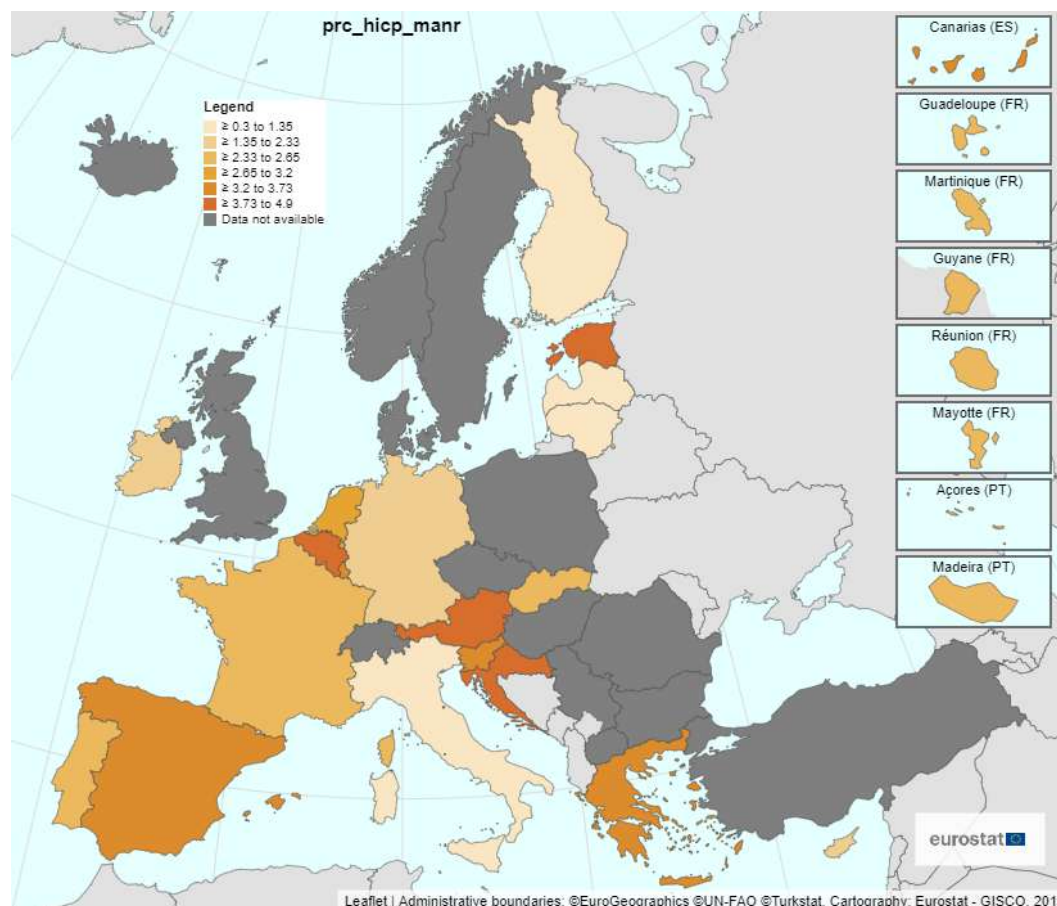 prc_hicp_manr
Legend
≥ 0.3 to 1.35
≥ 1.35 to 2.33
≥ 2.33 to 2.65
≥ 2.65 to 3.2
≥ 3.2 to 3.73
≥ 3.73 to 4.9
Data not available
Canarias (ES)
Guadeloupe (FR)
Martinique (FR)
Guyane (FR)
Réunion (FR)
Mayotte (FR)
Açores (PT)
Madeira (PT)
eurostat
Leaflet | Administrative boundaries: ©EuroGeographics ©UN-FAO ©Turkstat, Cartography: Eurostat - GISCO, 201